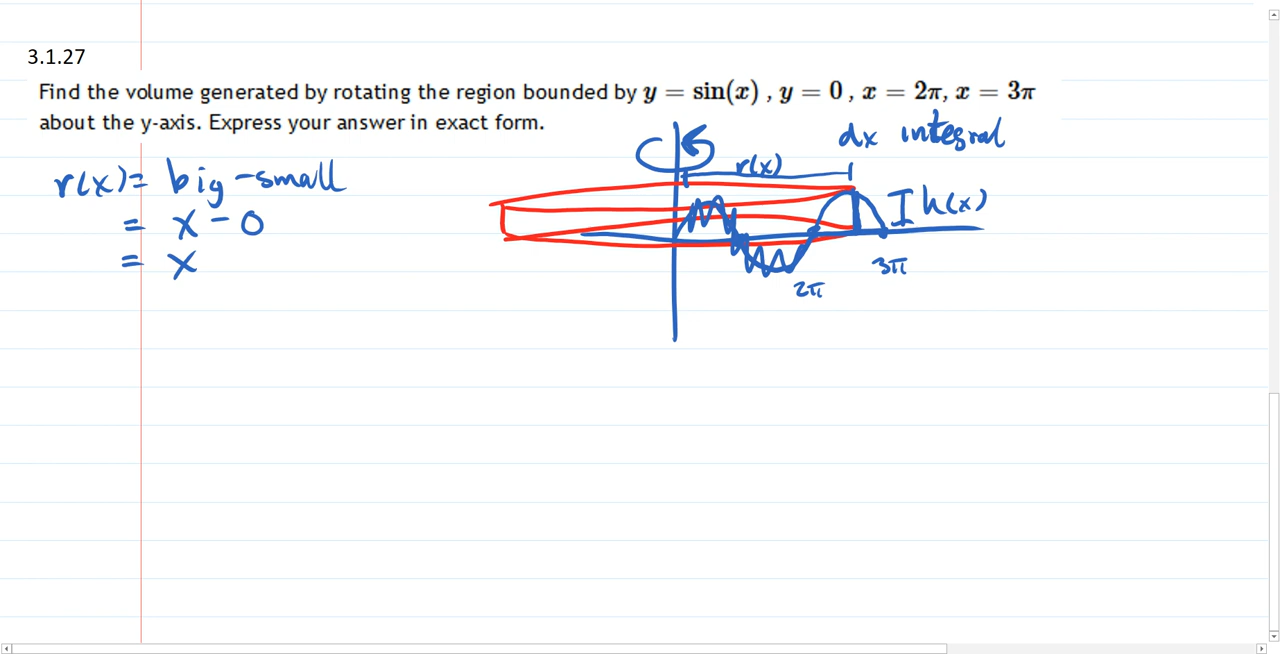 3.1.27
Find the volume generated by rotating the region bounded by y = sin(x) , y = 0 , x = 2π, x = 3π
about the y-axis. Express your answer in exact form.
dx integral
r(x)
r(x)= big-small
= x - 0
= x
h(x)
2π
3π